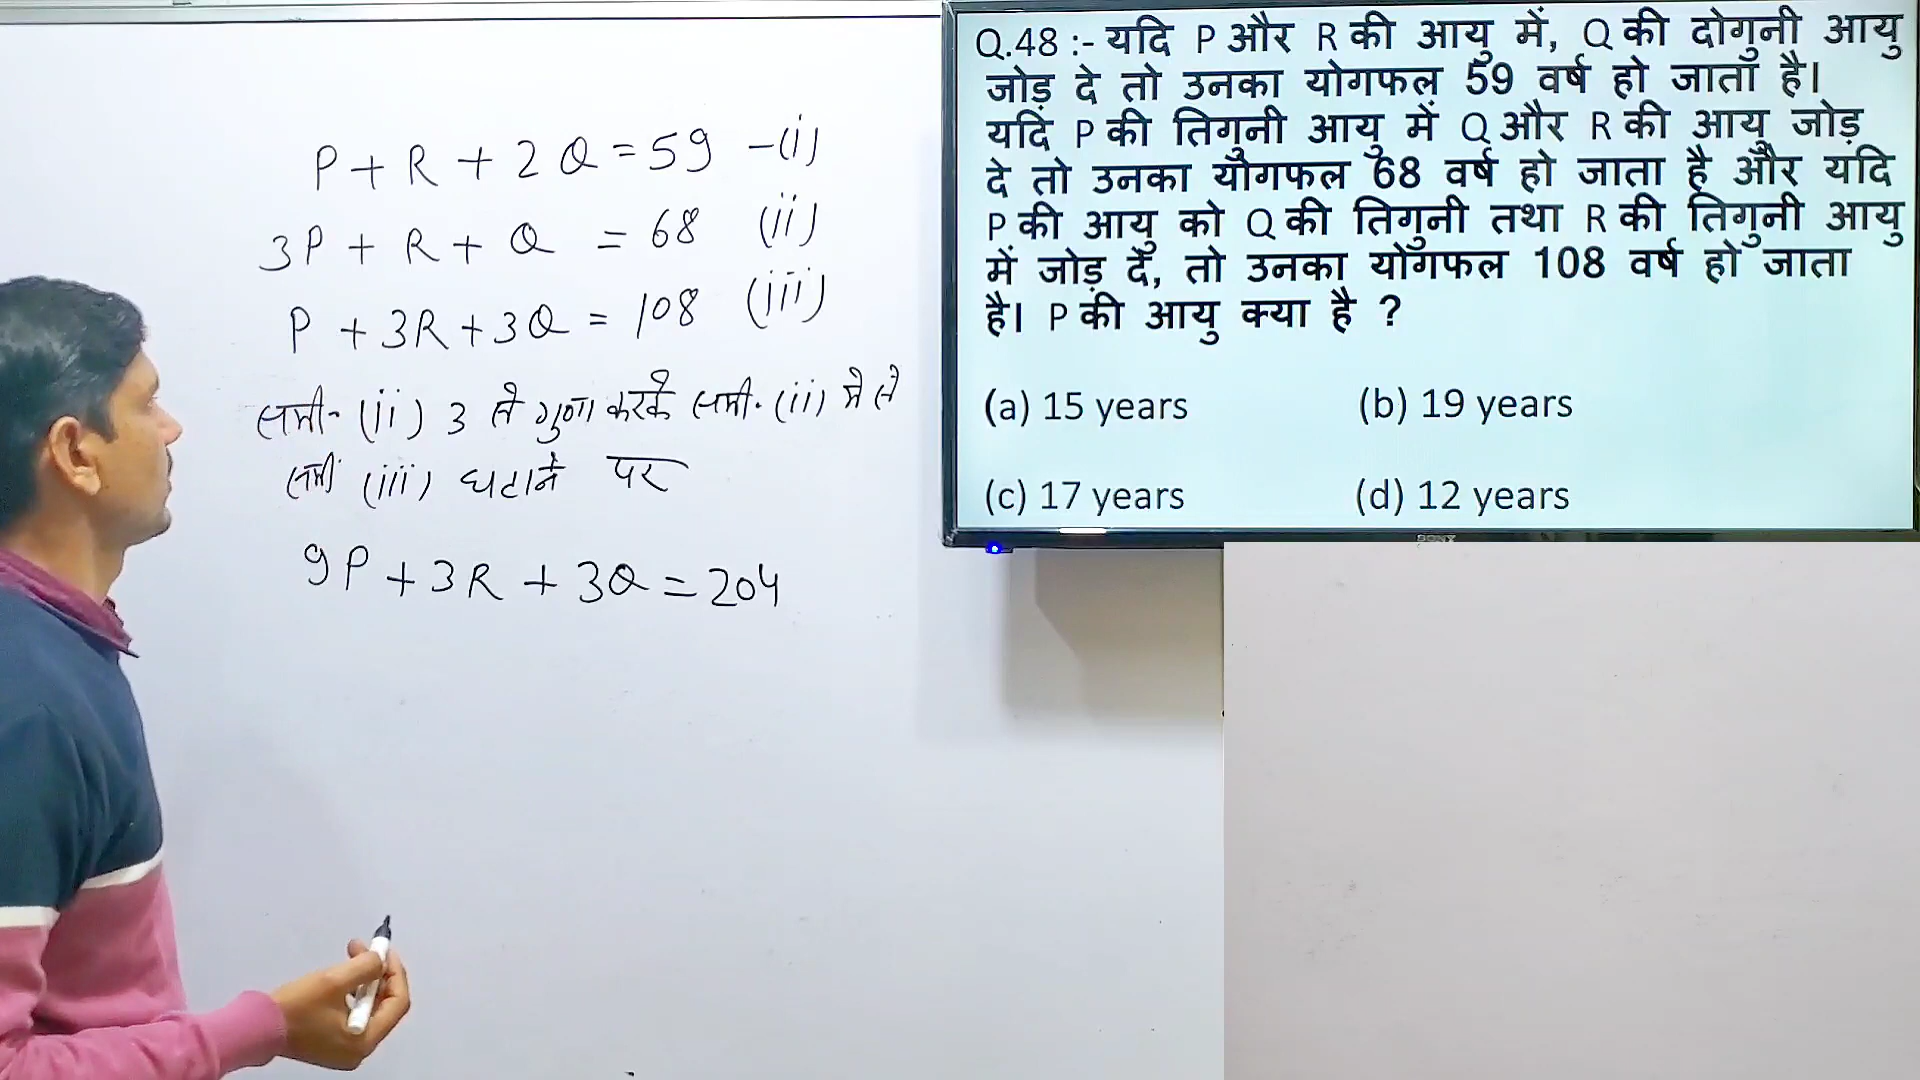 P + R + 2Q = 59 -(i)
3P + R + Q = 68 (ii)
P + 3R + 3Q = 108 (iii)
समी. (ii) 3 से गुणा करके समी. (ii) मे से
समी (iii) घटाने पर
9P + 3R + 3Q = 204
Q.48 :- यदि P और R की आयु में, Q की दोगुनी आयु
जोड़ दे तो उनका योगफल 59 वर्ष हो जाता है।
यदि P की तिगुनी आयु में Q और R की आयु जोड़
दे तो उनका योगफल 68 वर्ष हो जाता है और यदि
P की आयु को Q की तिगुनी तथा R की तिगुनी आयु
में जोड़ दें, तो उनका योगफल 108 वर्ष हो जाता
है। P की आयु क्या है ?
(a) 15 years (b) 19 years
(c) 17 years (d) 12 years
SONY